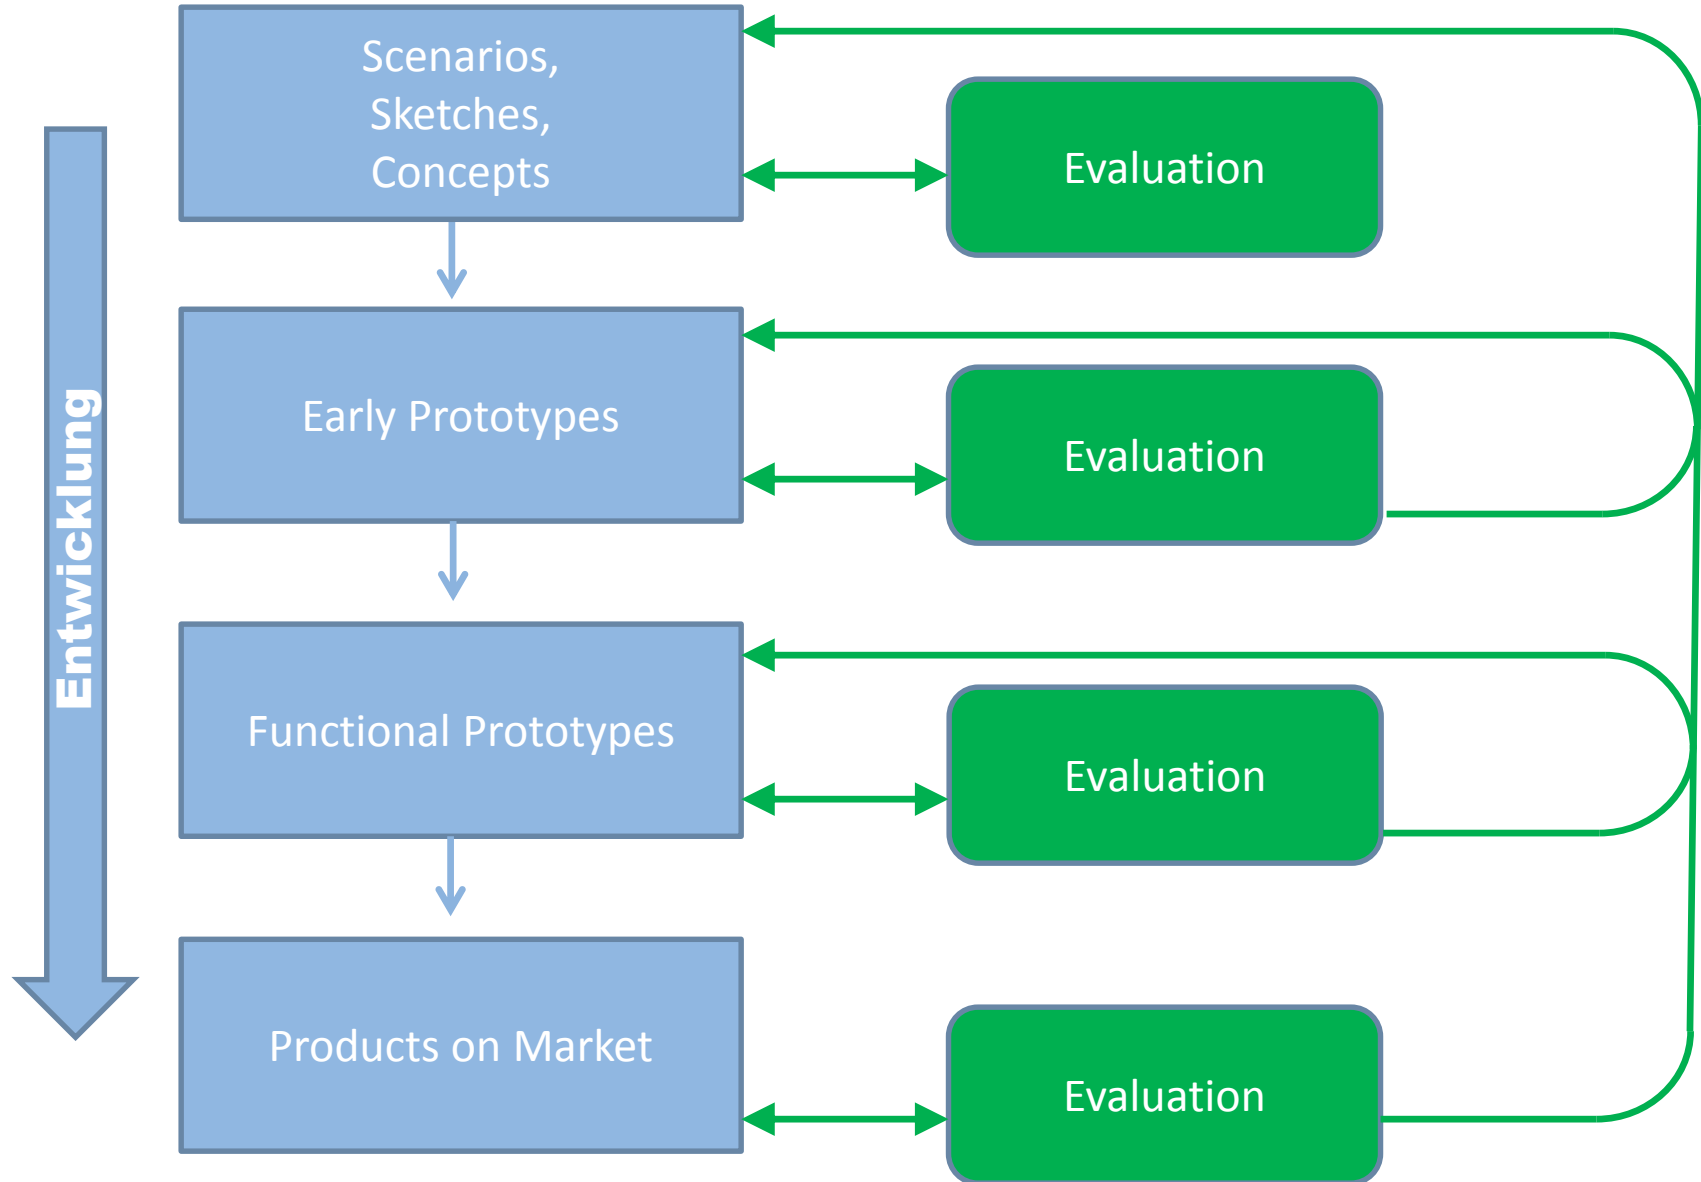 Scenarios,
Sketches,
Concepts
Evaluation
Entwicklung
Early Prototypes
Evaluation
Functional Prototypes
Evaluation
Products on Market
Evaluation